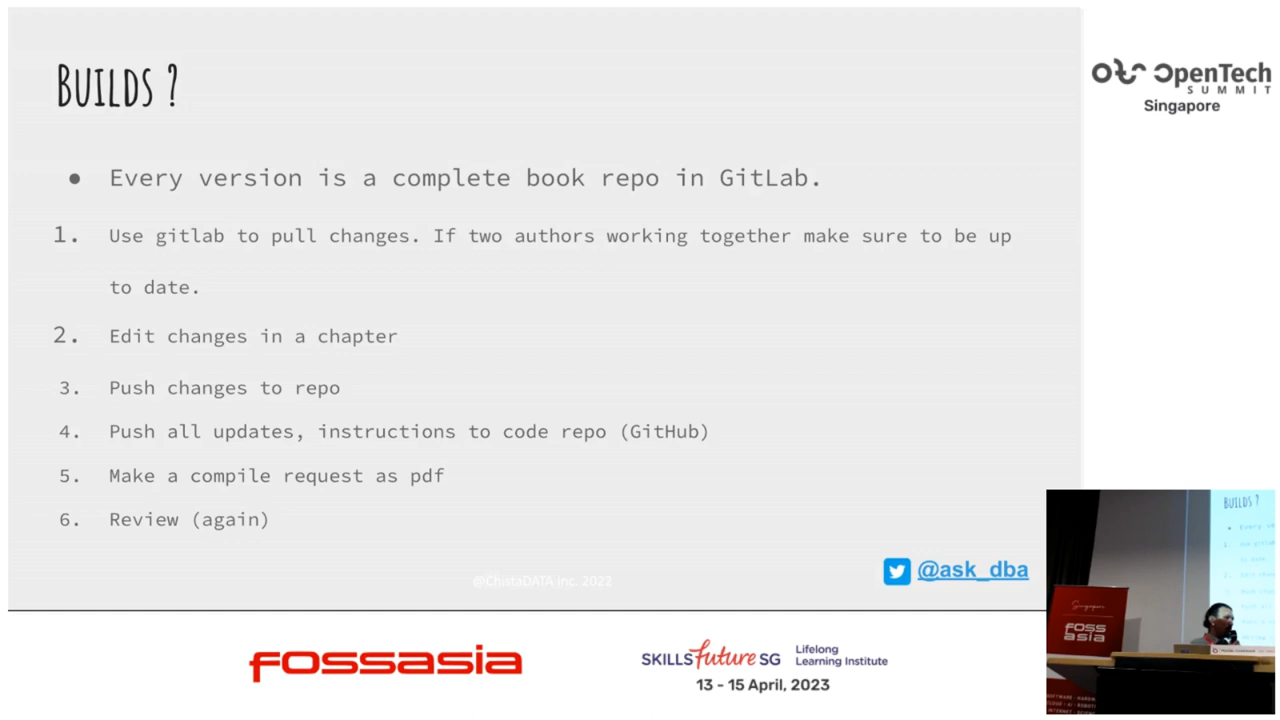 BUILDS ?
● Every version is a complete book repo in GitLab.
1. Use gitlab to pull changes. If two authors working together make sure to be up
to date.
2. Edit changes in a chapter
3. Push changes to repo
4. Push all updates, instructions to code repo (GitHub)
5. Make a compile request as pdf
6. Review (again)
@ChistaDATA Inc. 2022
@ask_dba
OpenTech
SUMMIT
Singapore
BUILDS ?
Singapore
FOSS
ASIA
FOSSASIA
SKILLSfuture SG
Lifelong
Learning Institute
13 - 15 April, 2023